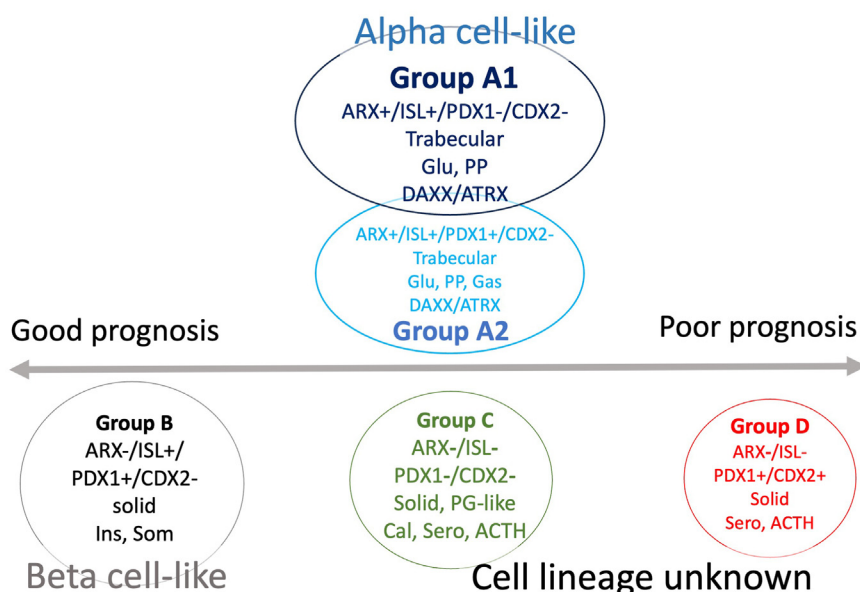 Alpha cell-like
Group A1
ARX+/ISL+/PDX1-/CDX2-
Trabecular
Glu, PP
DAXX/ATRX
ARX+/ISL+/PDX1+/CDX2-
Trabecular
Glu, PP, Gas
DAXX/ATRX
Group A2
Good prognosis
Poor prognosis
Group B
ARX-/ISL+/
PDX1+/CDX2-
solid
Ins, Som
Group C
ARX-/ISL-
PDX1-/CDX2-
Solid, PG-like
Cal, Sero, ACTH
Group D
ARX-/ISL-
PDX1+/CDX2+
Solid
Sero, ACTH
Beta cell-like
Cell lineage unknown